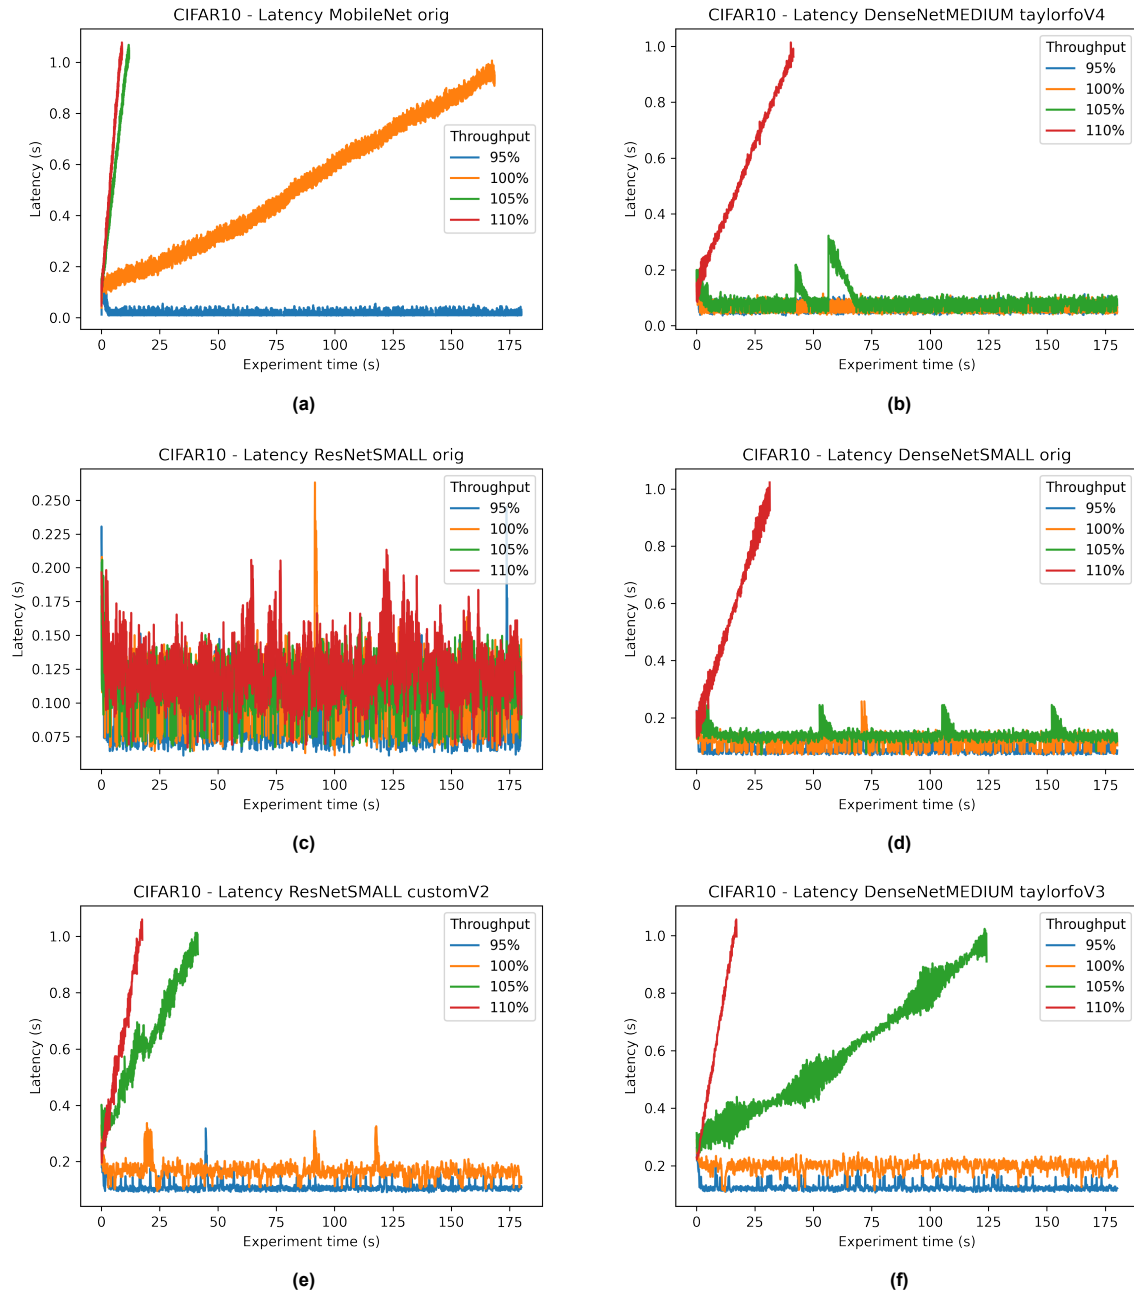 CIFAR10 - Latency MobileNet orig
Latency (s)
1.0
0.8
0.6
0.4
0.2
0.0
Throughput
95%
100%
105%
110%
0 25 50 75 100 125 150 175
Experiment time (s)
(a)
CIFAR10 - Latency DenseNetMEDIUM taylorfoV4
Latency (s)
1.0
0.8
0.6
0.4
0.2
0.0
Throughput
95%
100%
105%
110%
0 25 50 75 100 125 150 175
Experiment time (s)
(b)
CIFAR10 - Latency ResNetSMALL orig
Latency (s)
0.250
0.225
0.200
0.175
0.150
0.125
0.100
0.075
Throughput
95%
100%
105%
110%
0 25 50 75 100 125 150 175
Experiment time (s)
(c)
CIFAR10 - Latency DenseNetSMALL orig
Latency (s)
1.0
0.8
0.6
0.4
0.2
Throughput
95%
100%
105%
110%
0 25 50 75 100 125 150 175
Experiment time (s)
(d)
CIFAR10 - Latency ResNetSMALL customV2
Latency (s)
1.0
0.8
0.6
0.4
0.2
Throughput
95%
100%
105%
110%
0 25 50 75 100 125 150 175
Experiment time (s)
(e)
CIFAR10 - Latency DenseNetMEDIUM taylorfoV3
Latency (s)
1.0
0.8
0.6
0.4
0.2
Throughput
95%
100%
105%
110%
0 25 50 75 100 125 150 175
Experiment time (s)
(f)